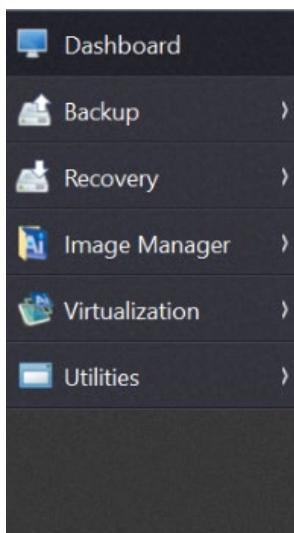 Dashboard
Backup
Recovery
Image Manager
Virtualization
Utilities